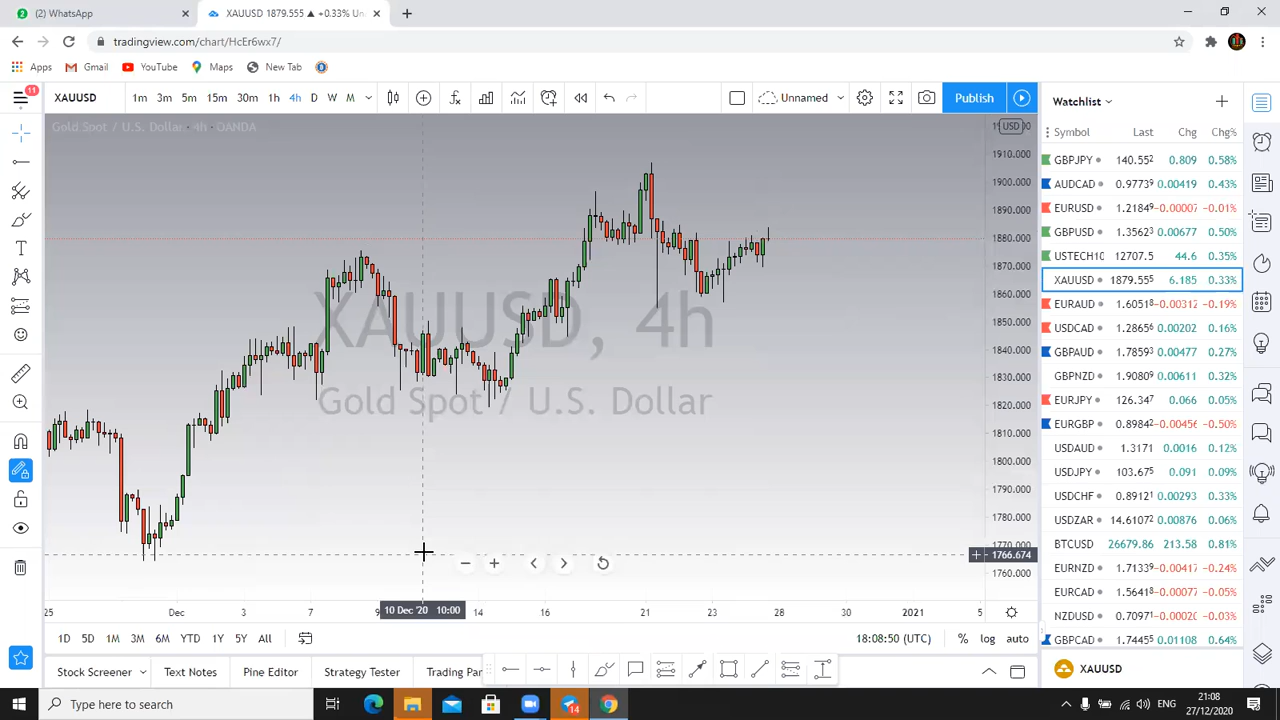 2 (2) WhatsApp × XAUUSD 1879.555 ▲ +0.33% Un ×
tradingview.com/chart/HcEr6wx7/
Apps Gmail YouTube Maps New Tab
11 XAUUSD 1m 3m 5m 15m 30m 1h 4h D W M Unnamed Publish Watchlist
Gold Spot / U.S. Dollar · 4h · OANDA USD
Symbol Last Chg Chg%
GBPJPY 140.552 0.809 0.58%
AUDCAD 0.97739 0.00419 0.43%
EURUSD 1.21849 −0.00007 −0.01%
GBPUSD 1.35623 0.00677 0.50%
USTECH10 12707.5 44.6 0.35%
XAUUSD 1879.555 6.185 0.33%
EURAUD 1.60518 −0.00312 −0.19%
USDCAD 1.28656 0.00202 0.16%
GBPAUD 1.78593 0.00477 0.27%
GBPNZD 1.90809 0.00611 0.32%
EURJPY 126.347 0.066 0.05%
EURGBP 0.89842 −0.00456 −0.50%
USDAUD 1.3171 0.0016 0.12%
USDJPY 103.675 0.091 0.09%
USDCHF 0.89121 0.00293 0.33%
USDZAR 14.61072 0.00876 0.06%
BTCUSD 26679.86 213.58 0.81%
EURNZD 1.71339 −0.00417 −0.24%
EURCAD 1.56418 −0.00072 −0.05%
NZDUSD 0.70971 −0.00018 −0.03%
GBPCAD 1.74455 0.01108 0.64%
1910.000
1900.000
1890.000
1880.000
1870.000
1860.000
1850.000
1840.000
1830.000
1820.000
1810.000
1800.000
1790.000
1780.000
1766.674
1760.000
XAUUSD, 4h
Gold Spot / U.S. Dollar
25 Dec 3 7 9 10 Dec '20 10:00 14 16 21 23 28 30 2021 5
1D 5D 1M 3M 6M YTD 1Y 5Y All 18:08:50 (UTC) % log auto
Stock Screener Text Notes Pine Editor Strategy Tester Trading Pan XAUUSD
Type here to search 14 ENG 21:08
27/12/2020